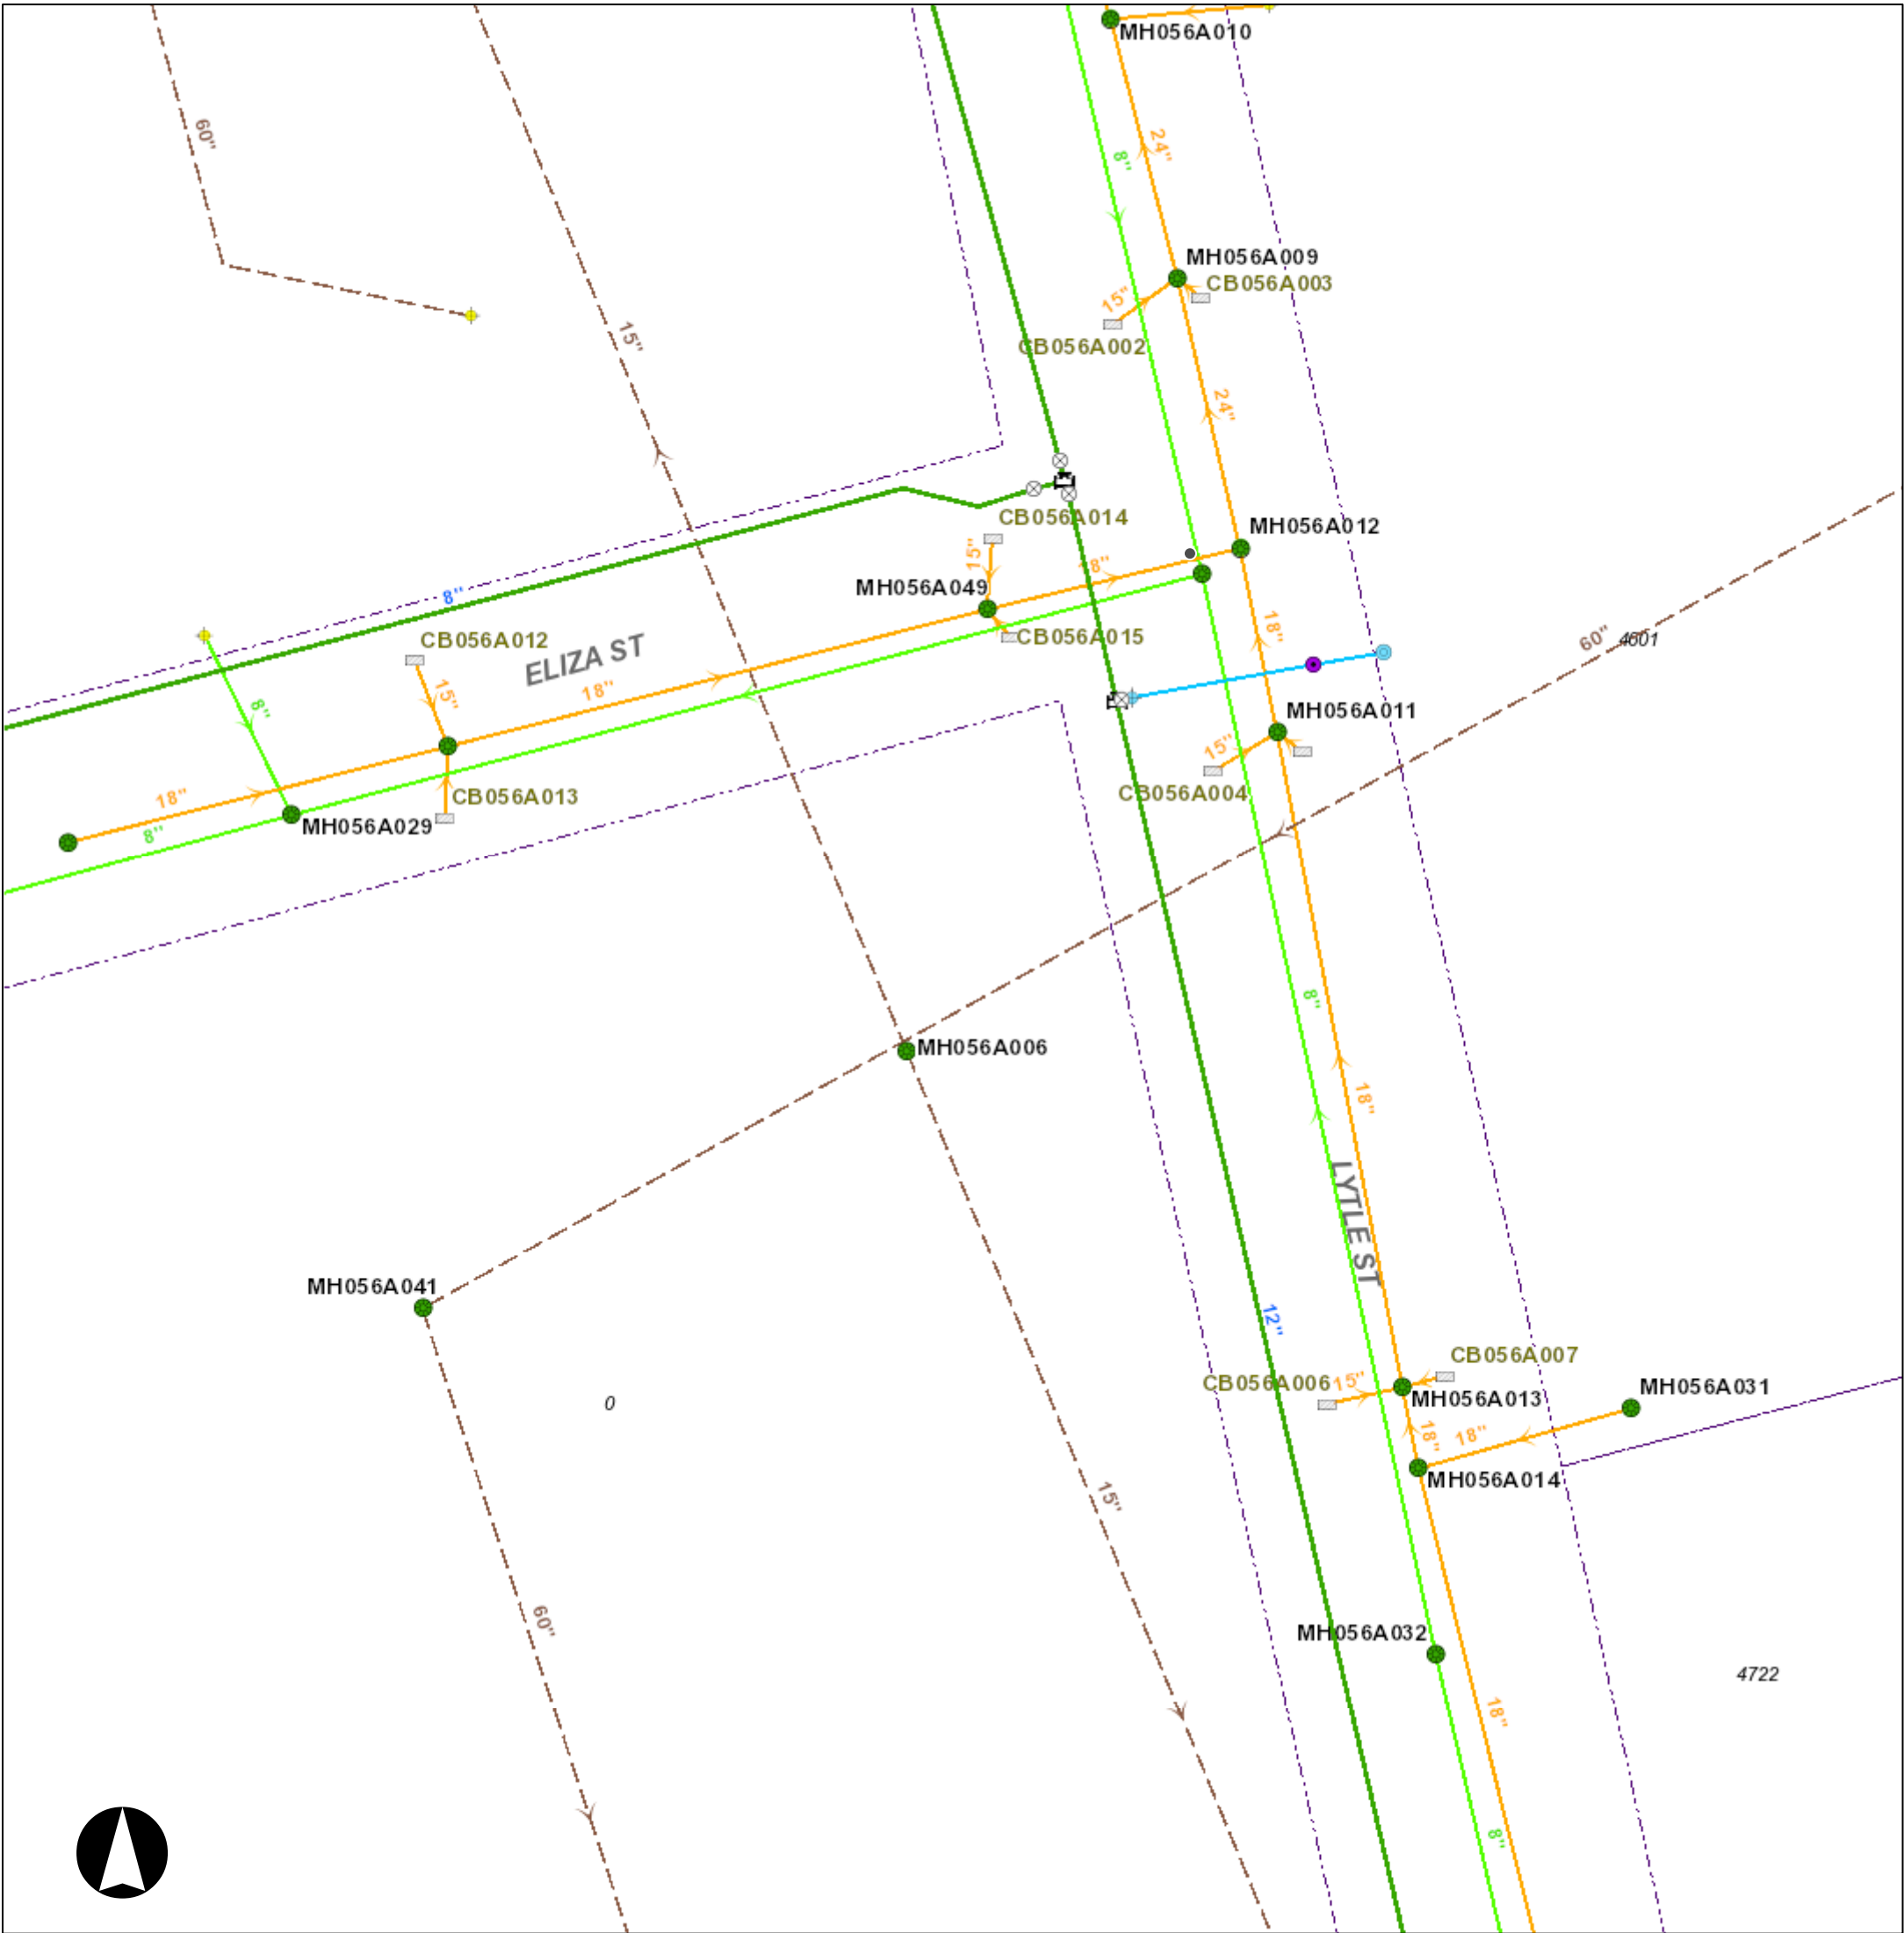 MH056A010
60"
24"
8"
MH056A009
CB056A003
15"
CB056A002
15"
24"
CB056A014
MH056A012
15"
8"
MH056A049
8"
CB056A015
CB056A012
ELIZA ST
18"
60"
4601
15"
18"
8"
MH056A011
15"
CB056A004
18"
CB056A013
8"
MH056A029
8"
MH056A006
18"
LYTLE ST
MH056A041
12"
CB056A007
CB056A006
15"
MH056A013
MH056A031
0
18"
18"
MH056A014
15"
60"
MH056A032
4722
18"
8"